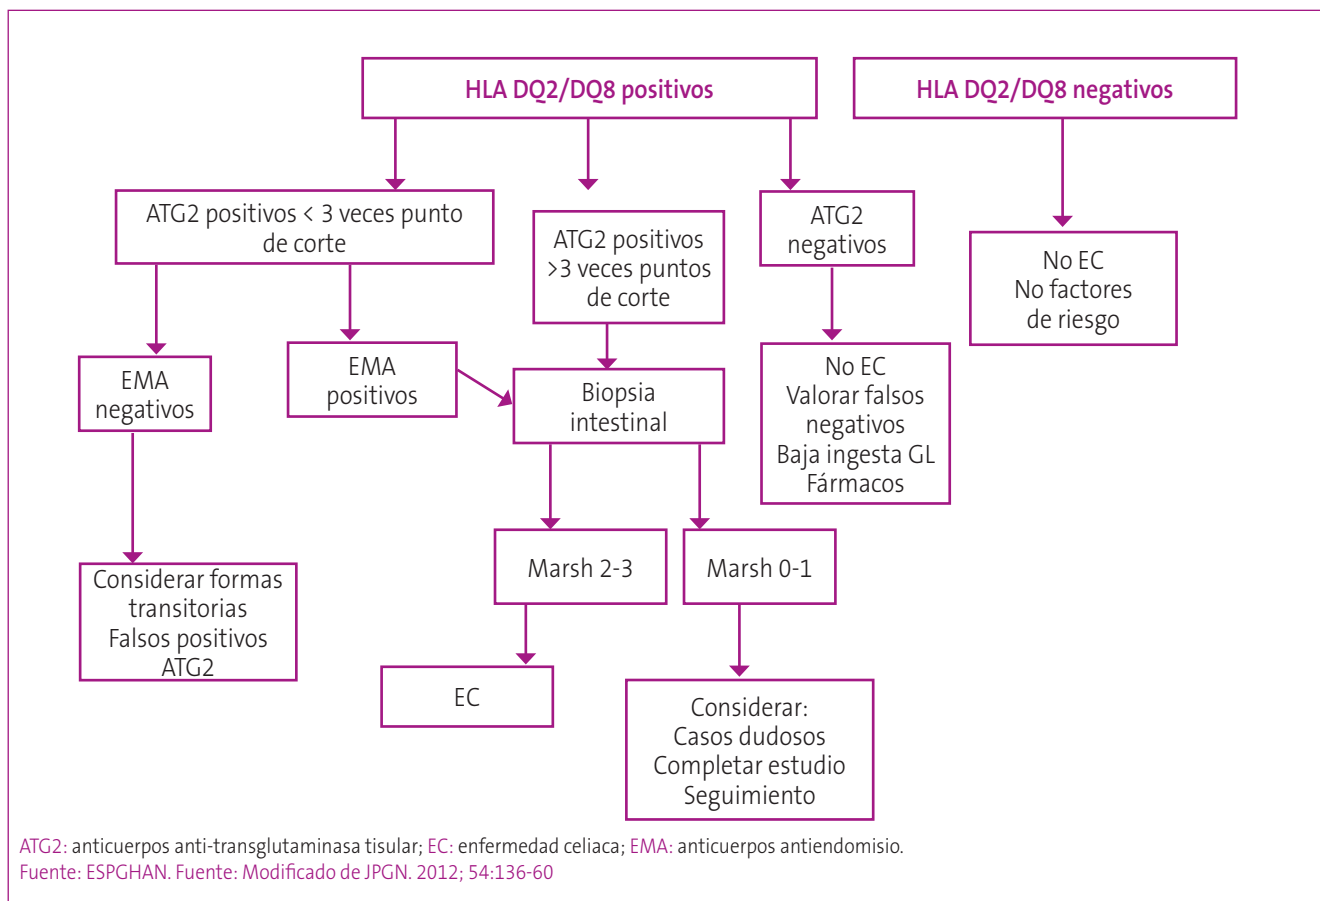 HLA DQ2/DQ8 positivos
HLA DQ2/DQ8 negativos
ATG2 positivos < 3 veces punto
de corte
ATG2 positivos
>3 veces puntos
de corte
ATG2
negativos
No EC
No factores
de riesgo
EMA
negativos
EMA
positivos
Biopsia
intestinal
No EC
Valorar falsos
negativos
Baja ingesta GL
Fármacos
Marsh 2-3
Marsh 0-1
Considerar formas
transitorias
Falsos positivos
ATG2
EC
Considerar:
Casos dudosos
Completar estudio
Seguimiento
ATG2: anticuerpos anti-transglutaminasa tisular; EC: enfermedad celiaca; EMA: anticuerpos antiendomisio.
Fuente: ESPGHAN. Fuente: Modificado de JPGN. 2012; 54:136-60